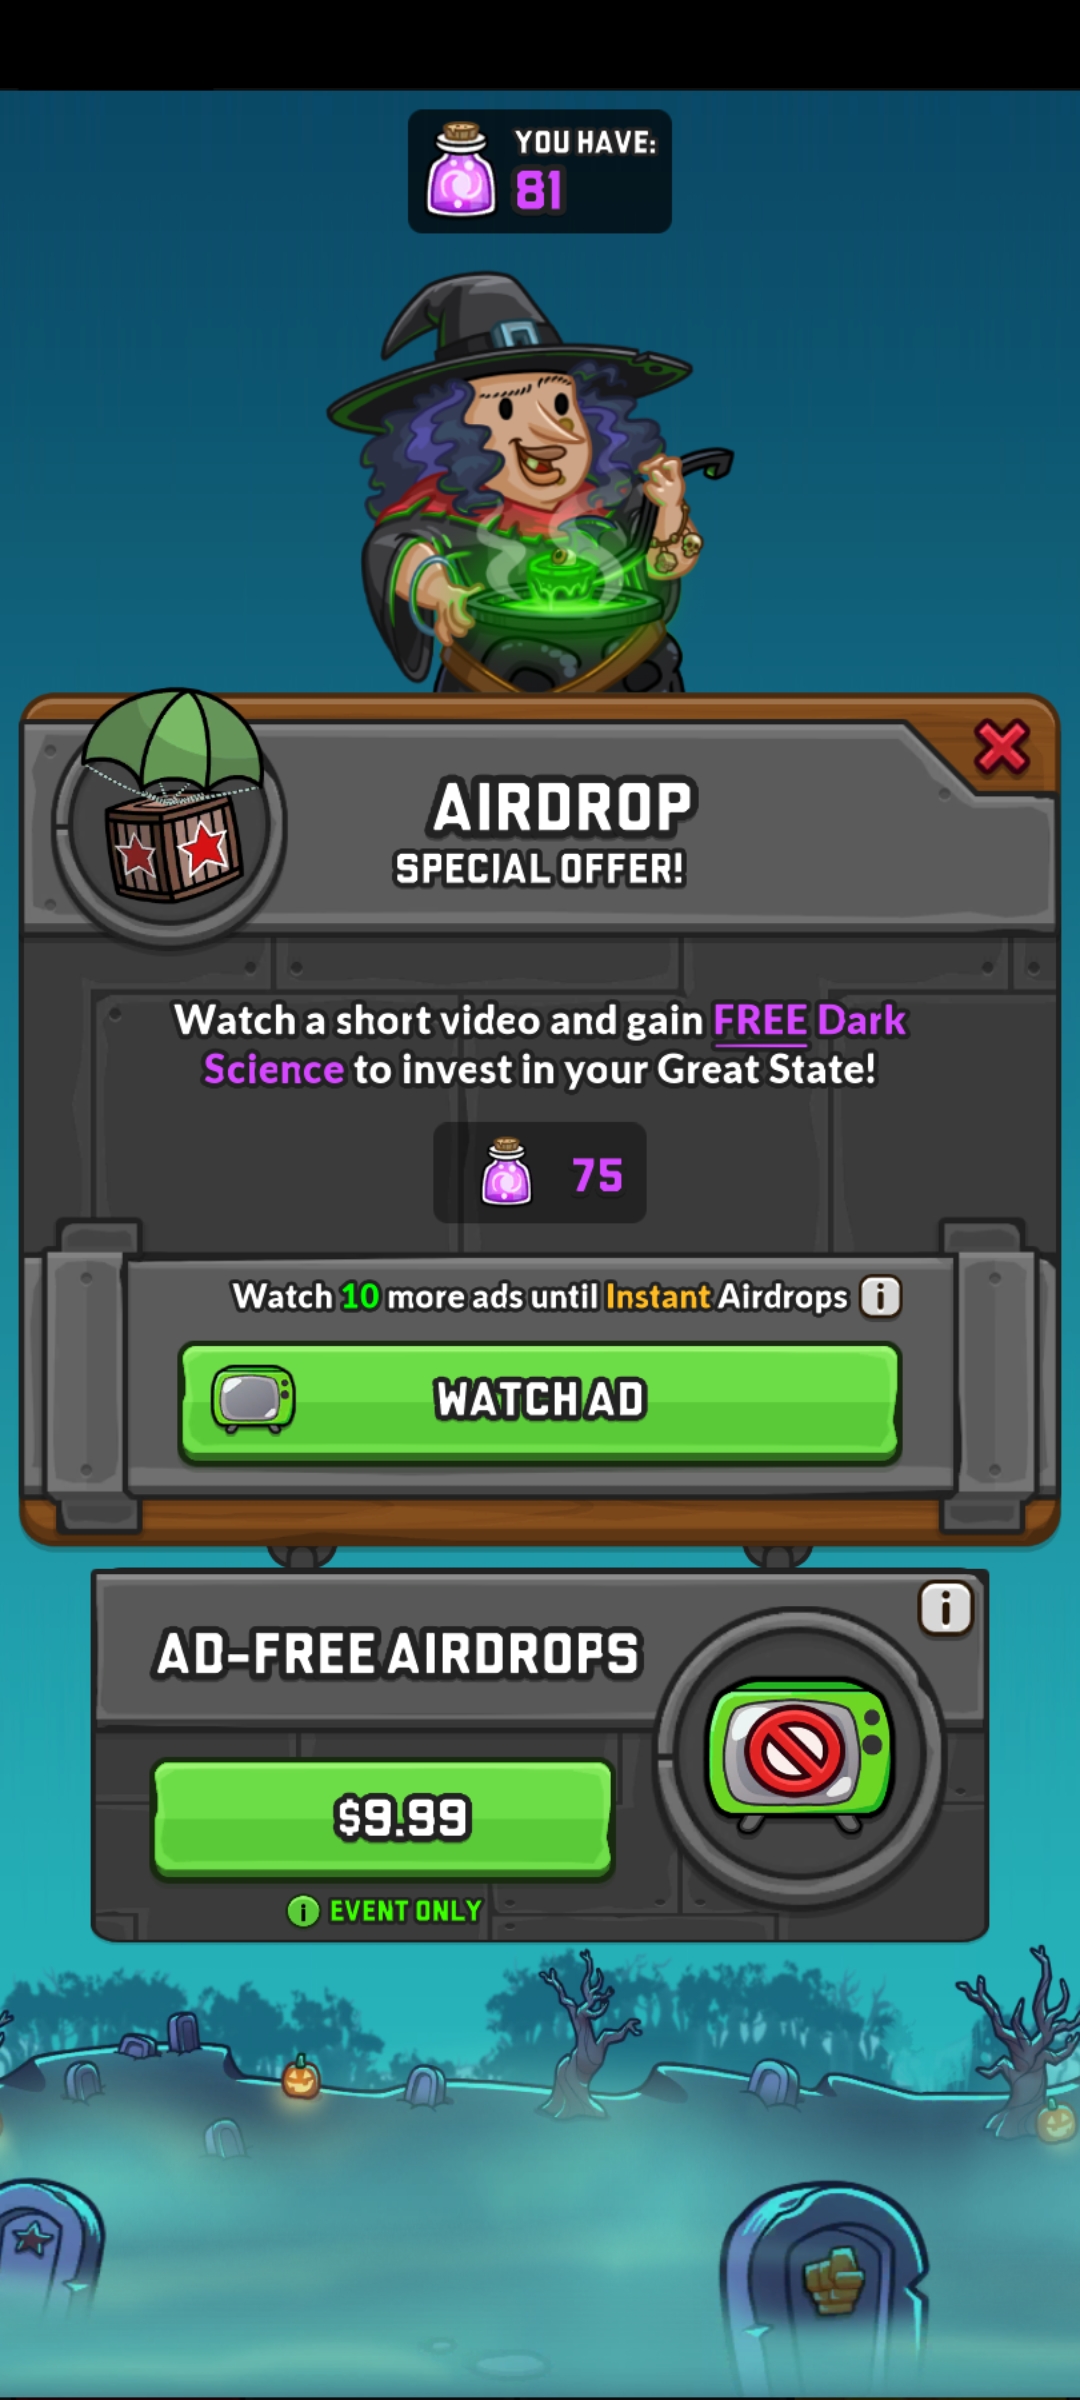 YOU HAVE:
81
AIRDROP
SPECIAL OFFER!
Watch a short video and gain FREE Dark
Science to invest in your Great State!
75
Watch 10 more ads until Instant Airdrops i
WATCH AD
i
AD-FREE AIRDROPS
$9.99
i EVENT ONLY